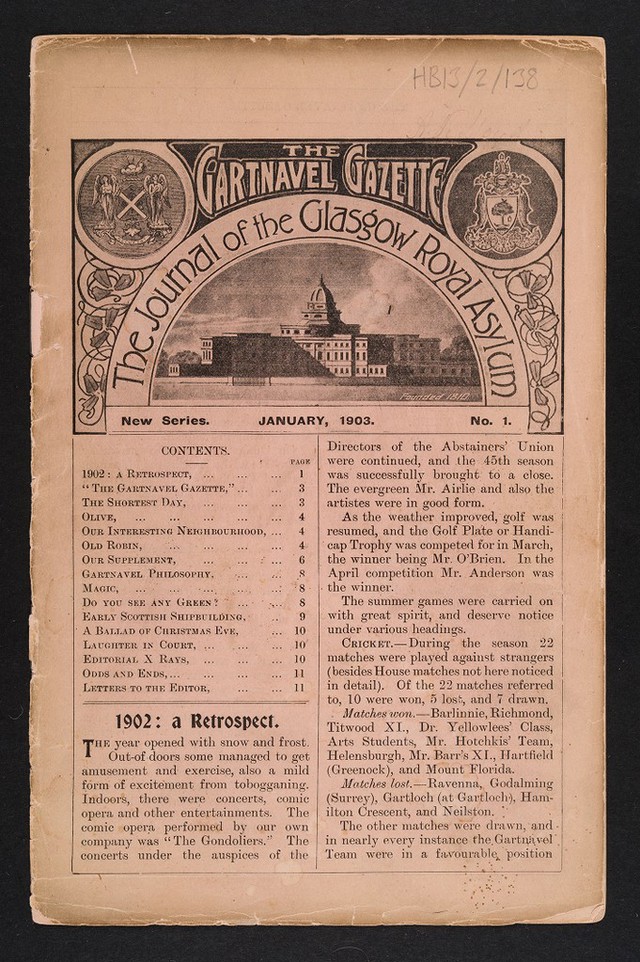 HB13/2/138
THE
GARTNAVEL GAZETTE
The Journal of the Glasgow Royal Asylum
Founded 1810
New Series. JANUARY, 1903. No. 1.
CONTENTS.
PAGE
1902: A RETROSPECT, ... ... ... 1
"THE GARTNAVEL GAZETTE," ... ... 3
THE SHORTEST DAY, ... ... ... 3
OLIVE, ... ... ... ... ... 4
OUR INTERESTING NEIGHBOURHOOD, ... 4
OLD ROBIN, ... ... ... ... 4
OUR SUPPLEMENT, ... ... ... 6
GARTNAVEL PHILOSOPHY, ... ... 8
MAGIC, ... ... ... ... ... 8
DO YOU SEE ANY GREEN? ... ... 8
EARLY SCOTTISH SHIPBUILDING, .. 9
A BALLAD OF CHRISTMAS EVE, ... 10
LAUGHTER IN COURT, ... ... ... 10
EDITORIAL X RAYS, ... ... ... 10
ODDS AND ENDS, ... ... ... ... 11
LETTERS TO THE EDITOR, ... ... 11
1902: a Retrospect.
THE year opened with snow and frost.
Out-of doors some managed to get
amusement and exercise, also a mild
form of excitement from tobogganing.
Indoors, there were concerts, comic
opera and other entertainments. The
comic opera performed by our own
company was "The Gondoliers." The
concerts under the auspices of the
Directors of the Abstainers' Union
were continued, and the 45th season
was successfully brought to a close.
The evergreen Mr. Airlie and also the
artistes were in good form.
As the weather improved, golf was
resumed, and the Golf Plate or Handi-
cap Trophy was competed for in March,
the winner being Mr. O'Brien. In the
April competition Mr. Anderson was
the winner.
The summer games were carried on
with great spirit, and deserve notice
under various headings.
CRICKET.—During the season 22
matches were played against strangers
(besides House matches not here noticed
in detail). Of the 22 matches referred
to, 10 were won, 5 lost, and 7 drawn.
Matches won.—Barlinnie, Richmond,
Titwood XI., Dr. Yellowlees' Class,
Arts Students, Mr. Hotchkis' Team,
Helensburgh, Mr. Barr's XI., Hartfield
(Greenock), and Mount Florida.
Matches lost.—Ravenna, Godalming
(Surrey), Gartloch (at Gartloch), Ham-
ilton Crescent, and Neilston.
The other matches were drawn, and
in nearly every instance the Gartnavel
Team were in a favourable position